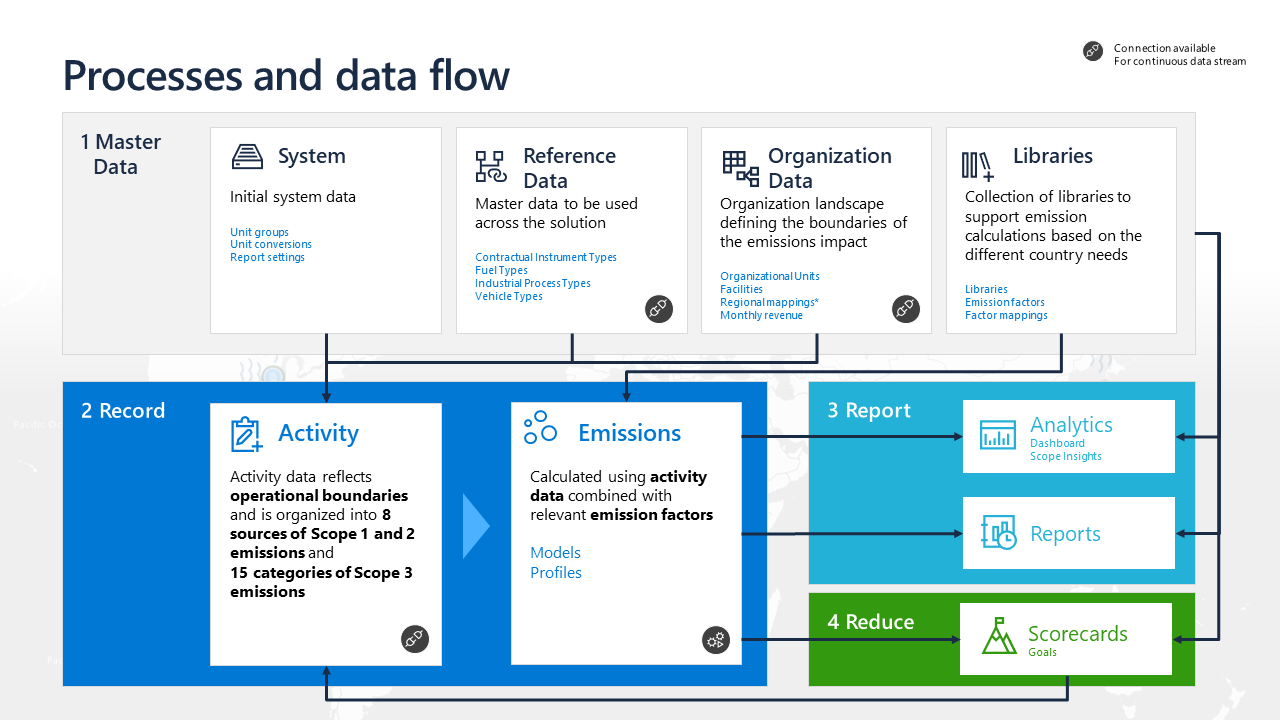 Processes and data flow
Connection available
For continuous data stream
1 Master
Data
System
Initial system data
Unit groups
Unit conversions
Report settings
Reference
Data
Master data to be used
across the solution
Contractual Instrument Types
Fuel Types
Industrial Process Types
Vehicle Types
Organization
Data
Organization landscape
defining the boundaries of
the emissions impact
Organizational Units
Facilities
Regional mappings*
Monthly revenue
Libraries
Collection of libraries to
support emission
calculations based on the
different country needs
Libraries
Emission factors
Factor mappings
2 Record
Activity
Activity data reflects
operational boundaries
and is organized into 8
sources of Scope 1 and 2
emissions and
15 categories of Scope 3
emissions
Emissions
Calculated using activity
data combined with
relevant emission factors
Models
Profiles
3 Report
Analytics
Dashboard
Scope Insights
Reports
4 Reduce
Scorecards
Goals